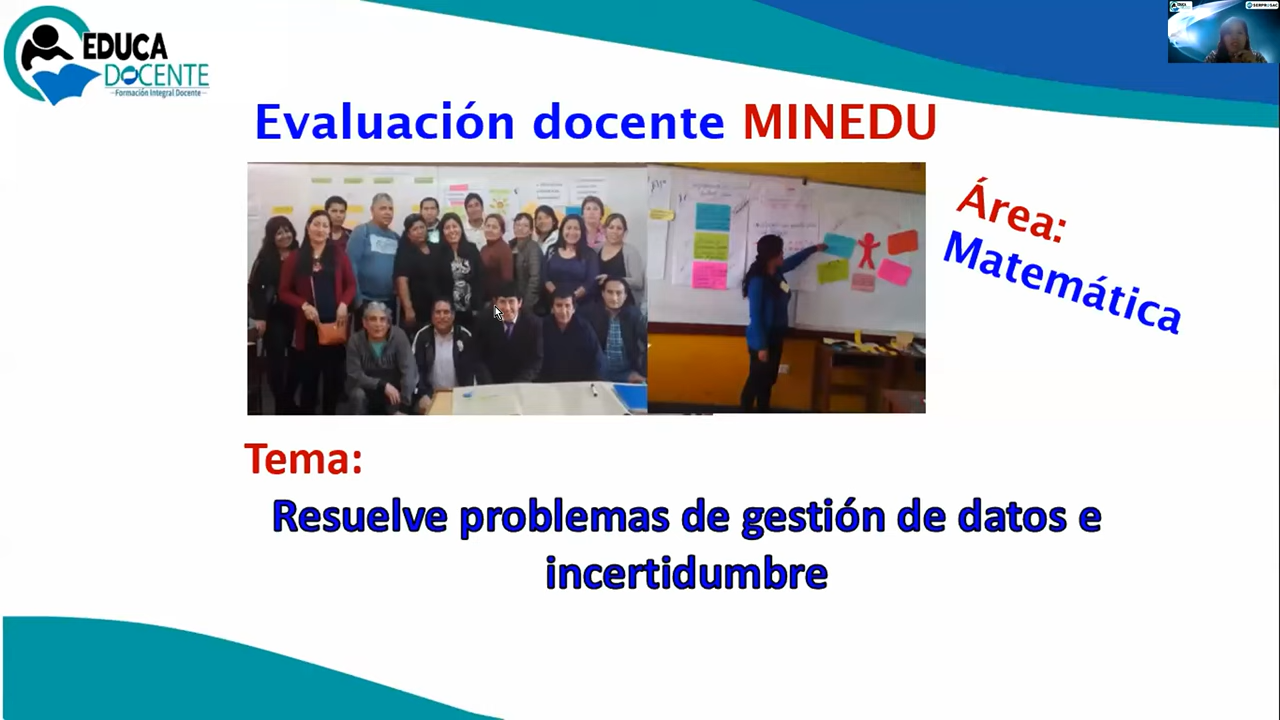 EDUCA
DOCENTE
Formación Integral Docente
Evaluación docente MINEDU
Área:
Matemática
Tema:
Resuelve problemas de gestión de datos e
incertidumbre